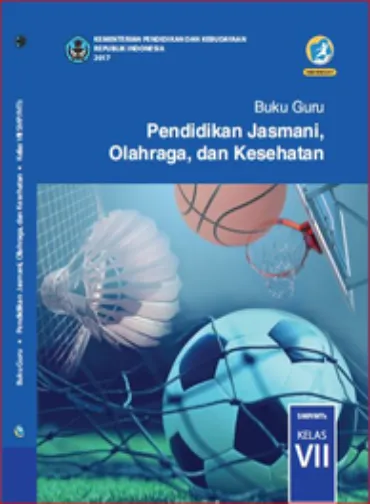 KEMENTERIAN PENDIDIKAN DAN KEBUDAYAAN
REPUBLIK INDONESIA
2017
Buku Guru
Pendidikan Jasmani,
Olahraga, dan Kesehatan
SMP/MTs
KELAS
VII
Buku Guru • Pendidikan Jasmani, Olahraga, dan Kesehatan • Kelas VII SMP/MTs